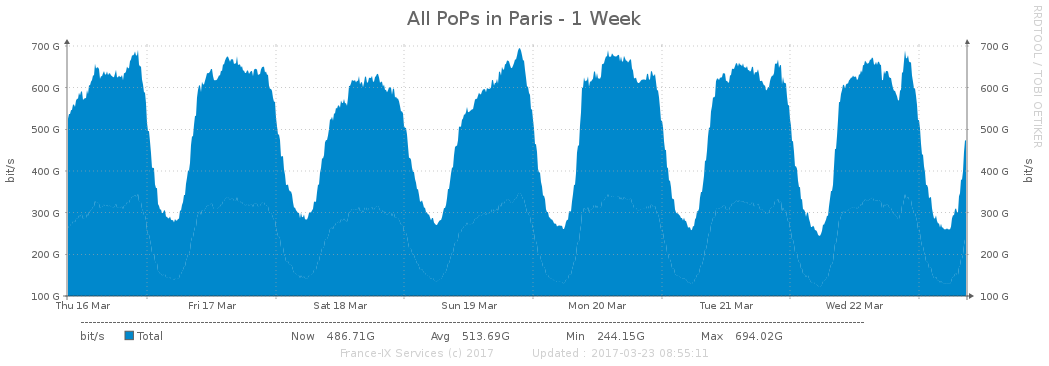 All PoPs in Paris - 1 Week
RRDTOOL / TOBI OETIKER
bit/s
bit/s
700 G 700 G
600 G 600 G
500 G 500 G
400 G 400 G
300 G 300 G
200 G 200 G
100 G 100 G
Thu 16 Mar Fri 17 Mar Sat 18 Mar Sun 19 Mar Mon 20 Mar Tue 21 Mar Wed 22 Mar
bit/s Total Now 486.71G Avg 513.69G Min 244.15G Max 694.02G
France-IX Services (c) 2017 Updated : 2017-03-23 08:55:11